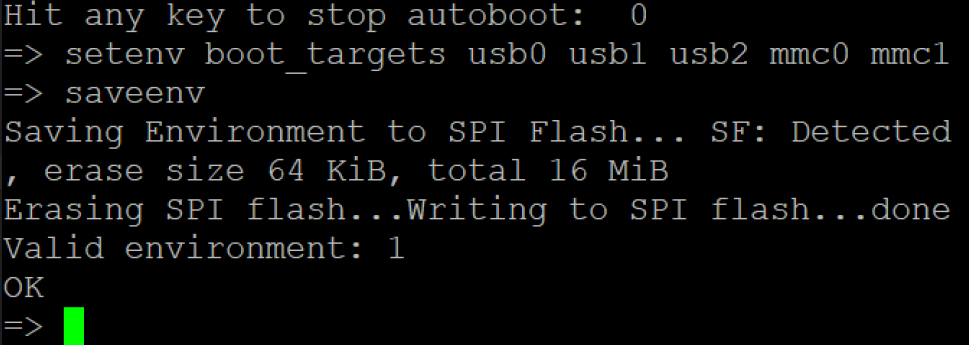 Hit any key to stop autoboot:  0
=> setenv boot_targets usb0 usb1 usb2 mmc0 mmc1
=> saveenv
Saving Environment to SPI Flash... SF: Detected
, erase size 64 KiB, total 16 MiB
Erasing SPI flash...Writing to SPI flash...done
Valid environment: 1
OK
=>